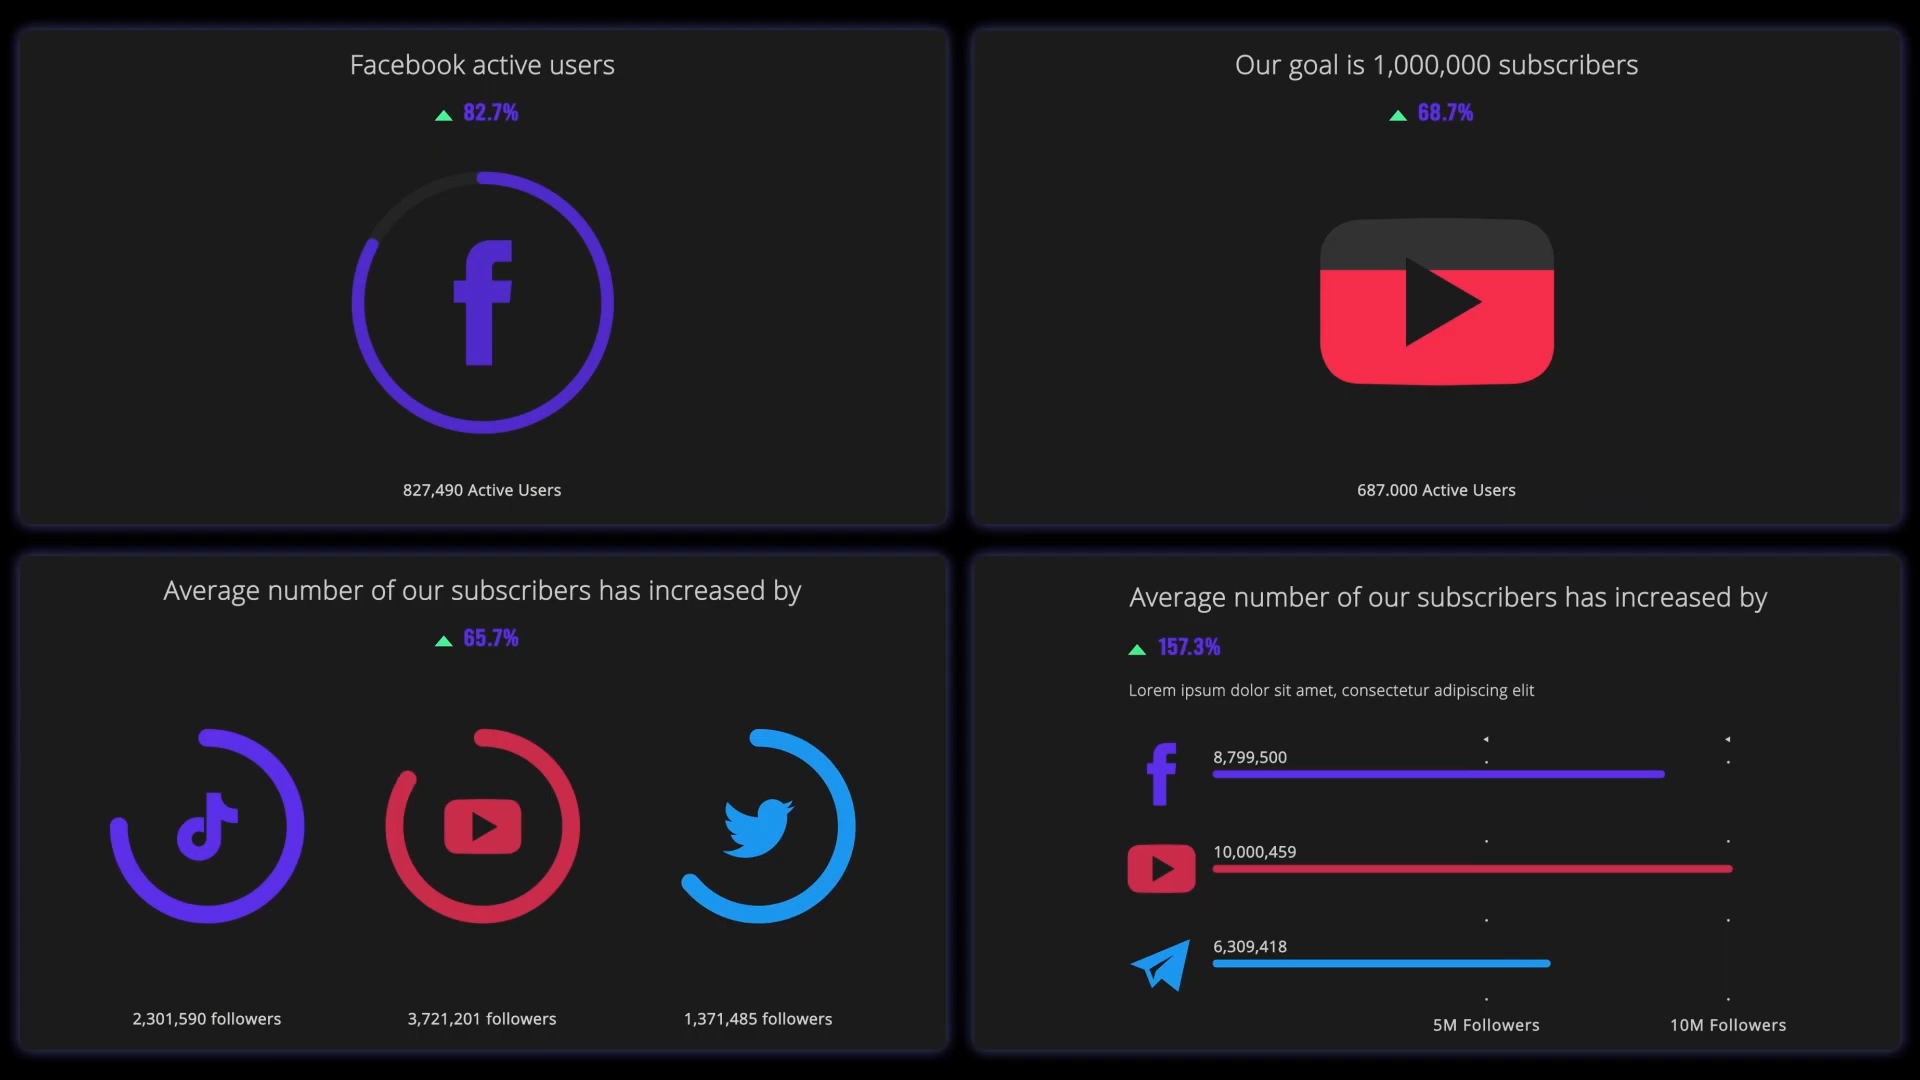 Facebook active users
82.7%
827,490 Active Users
Our goal is 1,000,000 subscribers
68.7%
687.000 Active Users
Average number of our subscribers has increased by
65.7%
2,301,590 followers
3,721,201 followers
1,371,485 followers
Average number of our subscribers has increased by
157.3%
Lorem ipsum dolor sit amet, consectetur adipiscing elit
8,799,500
10,000,459
6,309,418
5M Followers
10M Followers